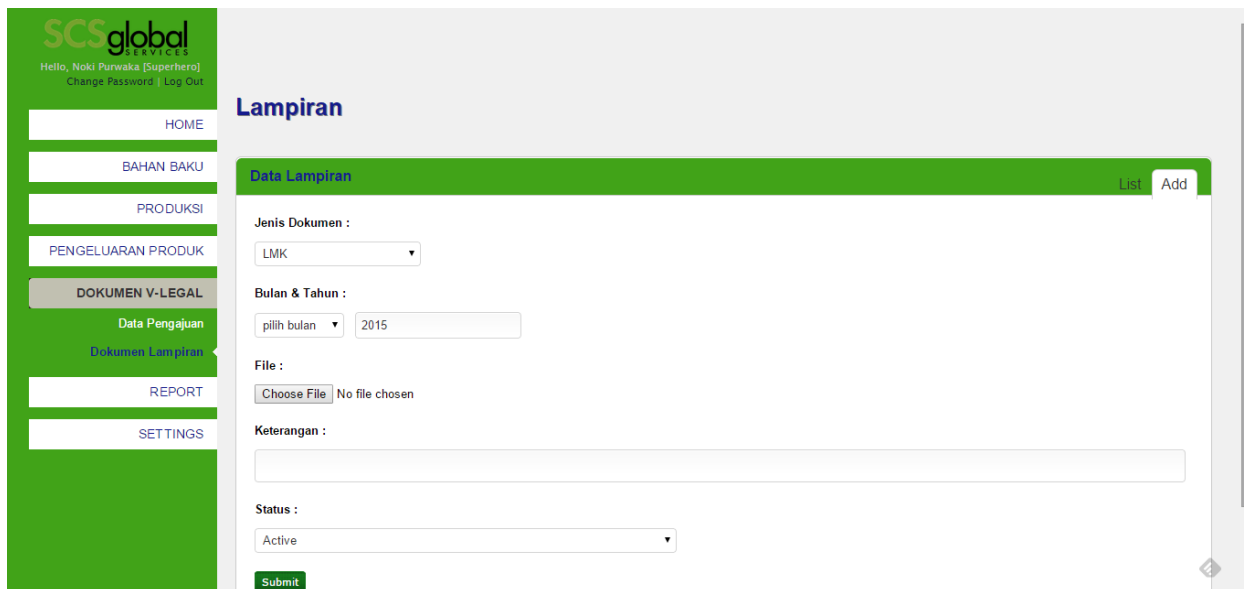 SCSglobal
SERVICES
Hello, Noki Purwaka [Superhero]
Change Password | Log Out
HOME
BAHAN BAKU
PRODUKSI
PENGELUARAN PRODUK
DOKUMEN V-LEGAL
Data Pengajuan
Dokumen Lampiran
REPORT
SETTINGS
Lampiran
Data Lampiran
List Add
Jenis Dokumen :
LMK
Bulan & Tahun :
pilih bulan 2015
File :
Choose File No file chosen
Keterangan :
Status :
Active
Submit